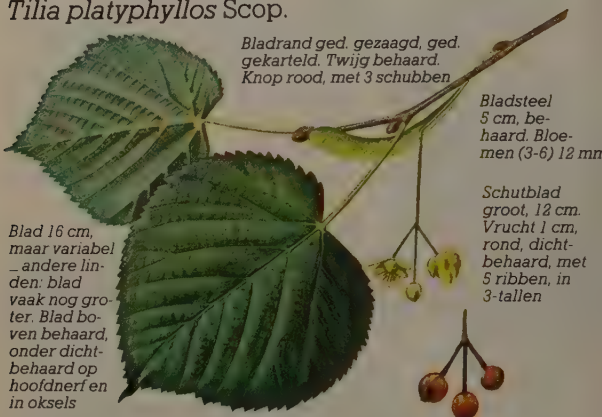 Tilia platyphyllos Scop.
Bladrand ged. gezaagd, ged.
gekarteld. Twijg behaard.
Knop rood, met 3 schubben
Bladsteel
5 cm, be-
haard. Bloe-
men (3-6) 12 mm
Schutblad
groot, 12 cm.
Vrucht 1 cm,
rond, dicht-
behaard, met
5 ribben, in
3-tallen
Blad 16 cm,
maar variabel
_ andere lin-
den: blad
vaak nog gro-
ter. Blad bo-
ven behaard,
onder dicht-
behaard op
hoofdnerf en
in oksels